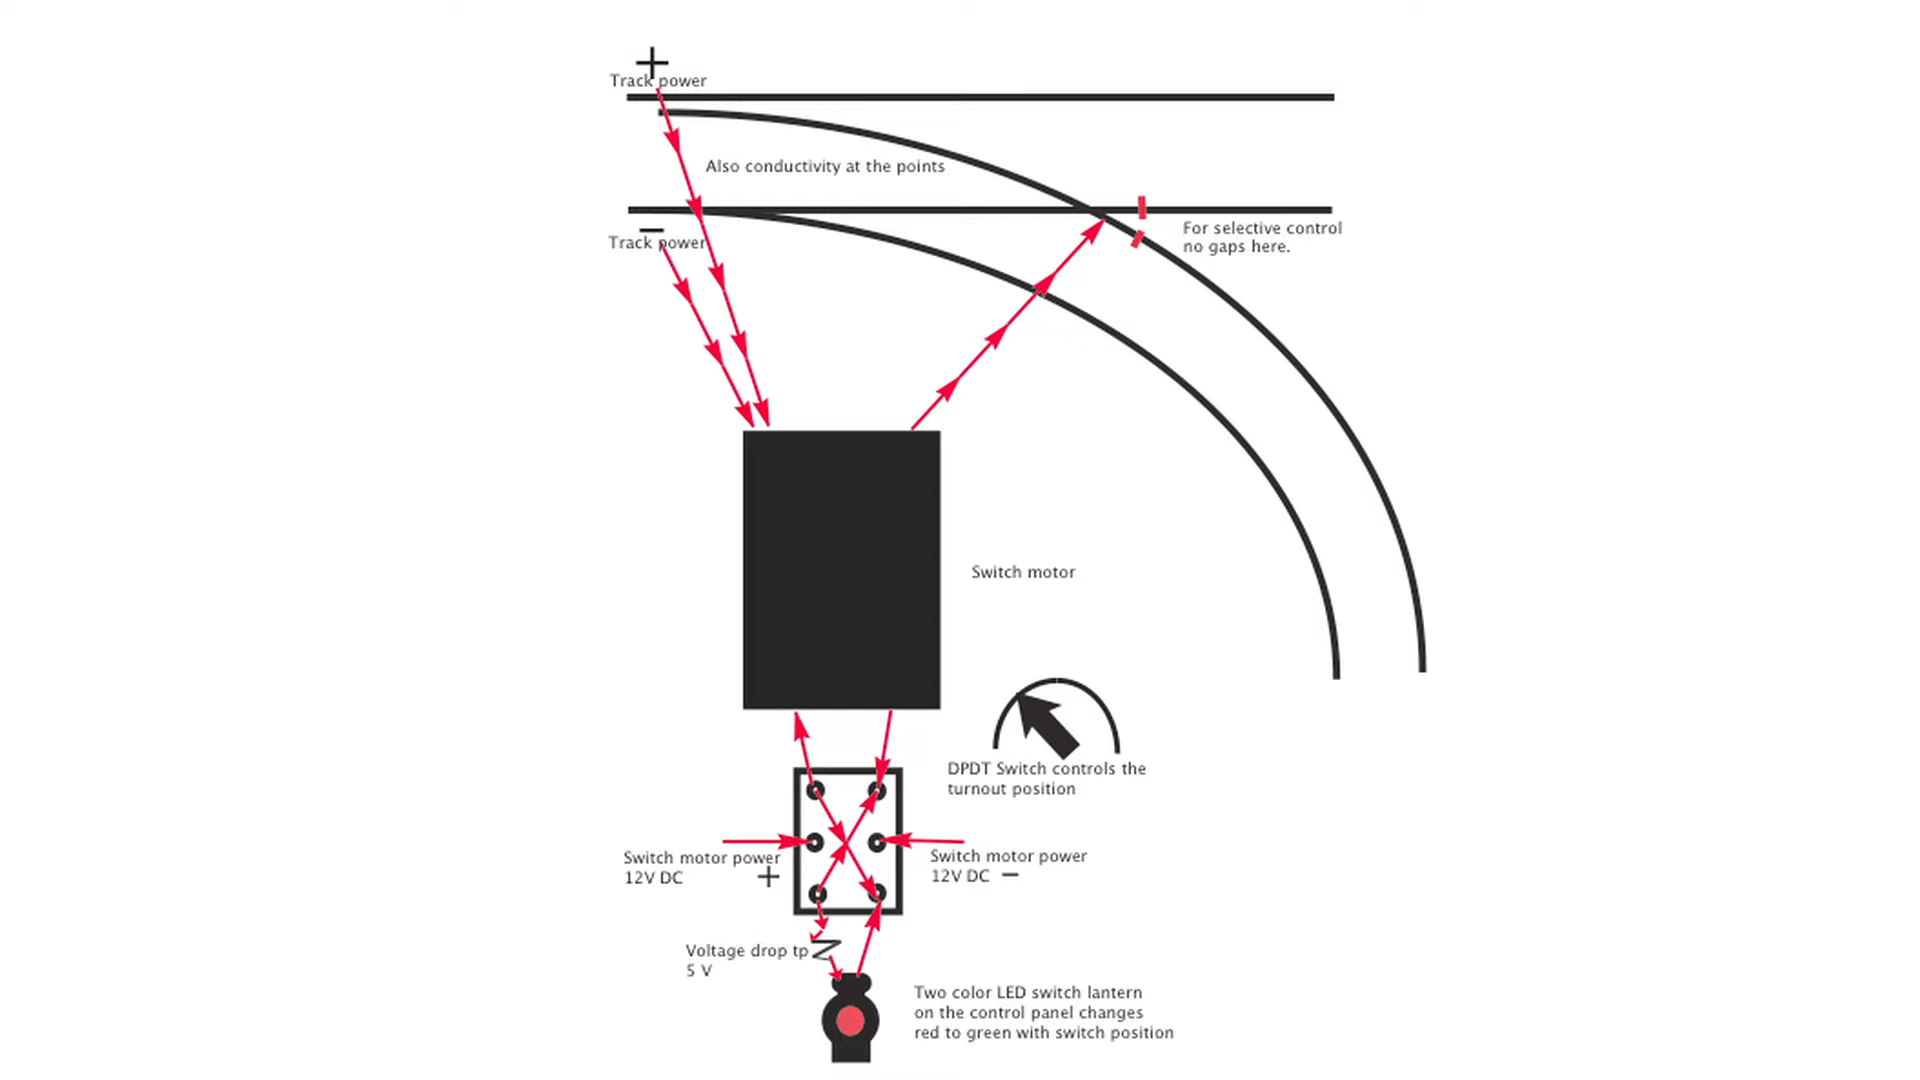 +
Track power
Also conductivity at the points
−
Track power
For selective control
no gaps here.
Switch motor
DPDT Switch controls the
turnout position
Switch motor power
12V DC +
Switch motor power
12V DC −
Voltage drop tp
5 V
Two color LED switch lantern
on the control panel changes
red to green with switch position